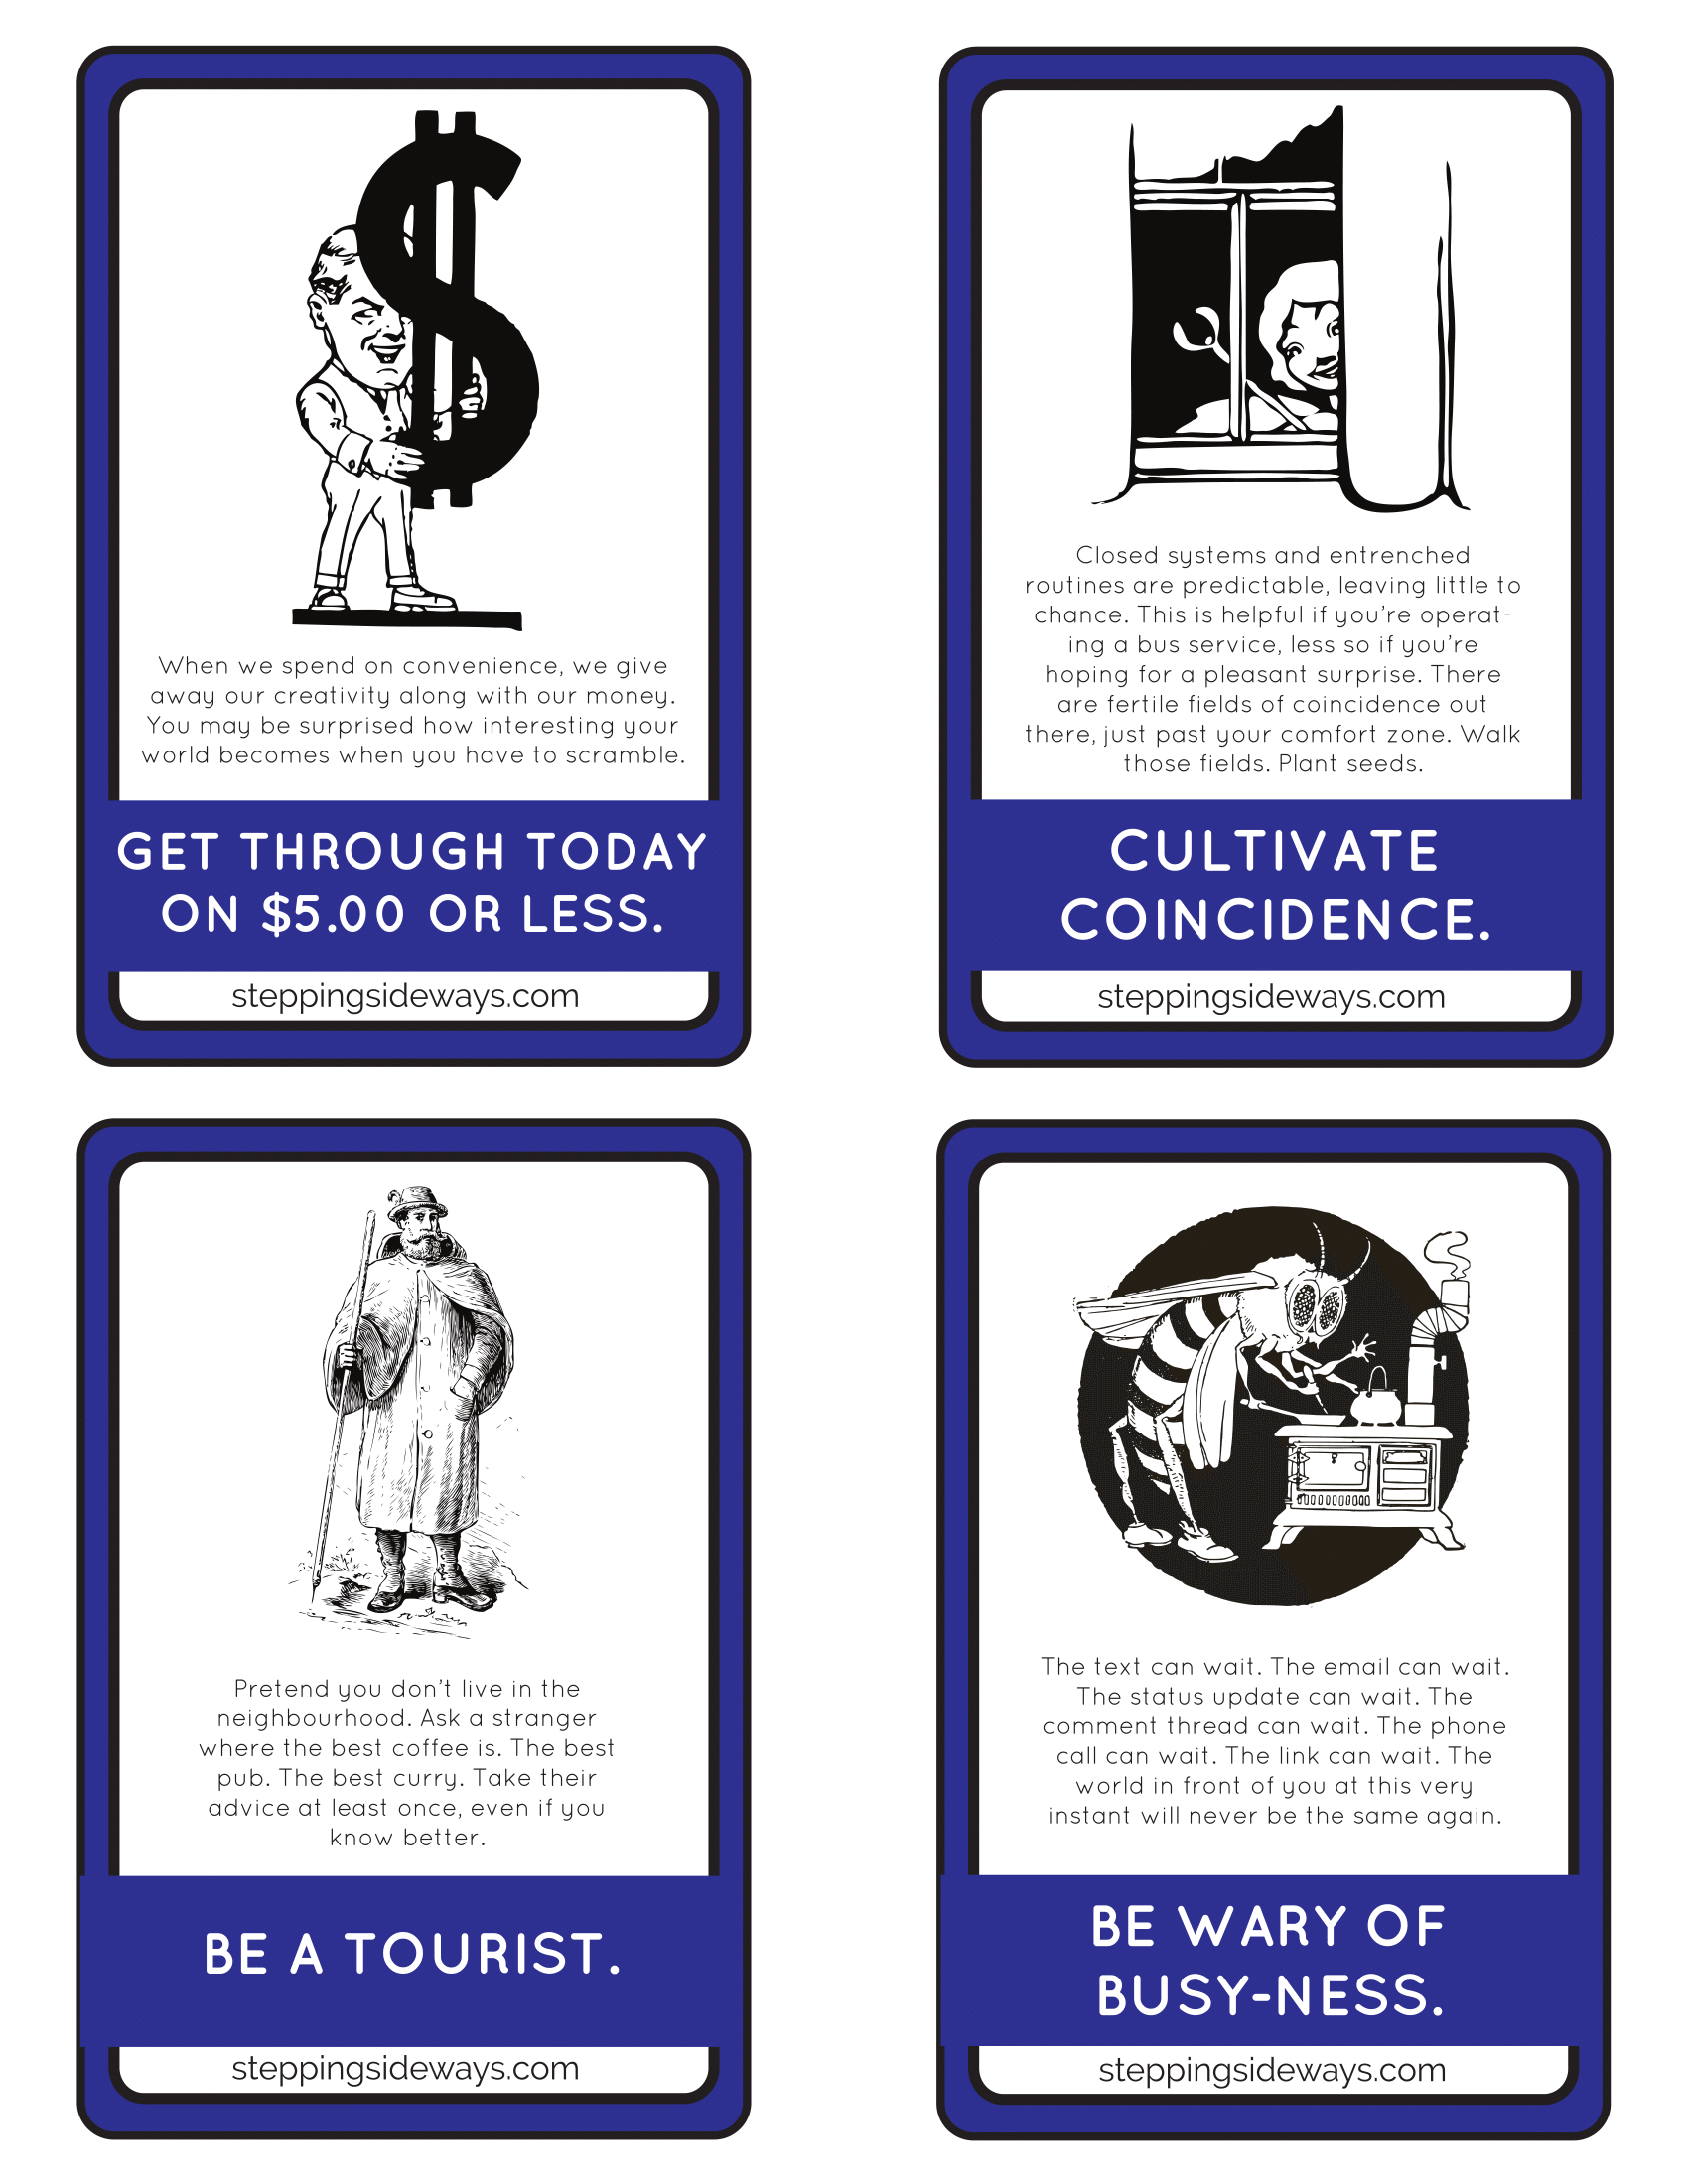 When we spend on convenience, we give
away our creativity along with our money.
You may be surprised how interesting your
world becomes when you have to scramble.
GET THROUGH TODAY
ON $5.00 OR LESS.
steppingsideways.com
Closed systems and entrenched
routines are predictable, leaving little to
chance. This is helpful if you're operat-
ing a bus service, less so if you're
hoping for a pleasant surprise. There
are fertile fields of coincidence out
there, just past your comfort zone. Walk
those fields. Plant seeds.
CULTIVATE
COINCIDENCE.
steppingsideways.com
Pretend you don't live in the
neighbourhood. Ask a stranger
where the best coffee is. The best
pub. The best curry. Take their
advice at least once, even if you
know better.
BE A TOURIST.
steppingsideways.com
The text can wait. The email can wait.
The status update can wait. The
comment thread can wait. The phone
call can wait. The link can wait. The
world in front of you at this very
instant will never be the same again.
BE WARY OF
BUSY-NESS.
steppingsideways.com